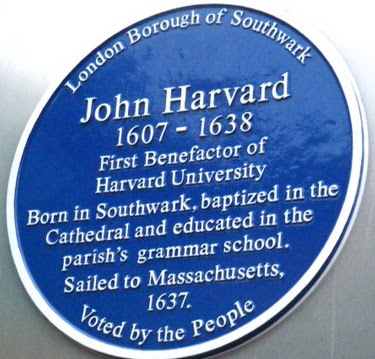 London Borough of Southwark
John Harvard
1607 - 1638
First Benefactor of
Harvard University
Born in Southwark, baptized in the
Cathedral and educated in the
parish's grammar school.
Sailed to Massachusetts,
1637.
Voted by the People